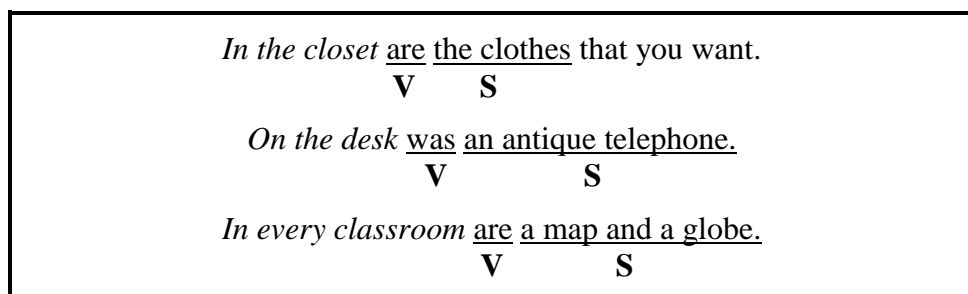 In the closet are the clothes that you want.
V S
On the desk was an antique telephone.
V S
In every classroom are a map and a globe.
V S